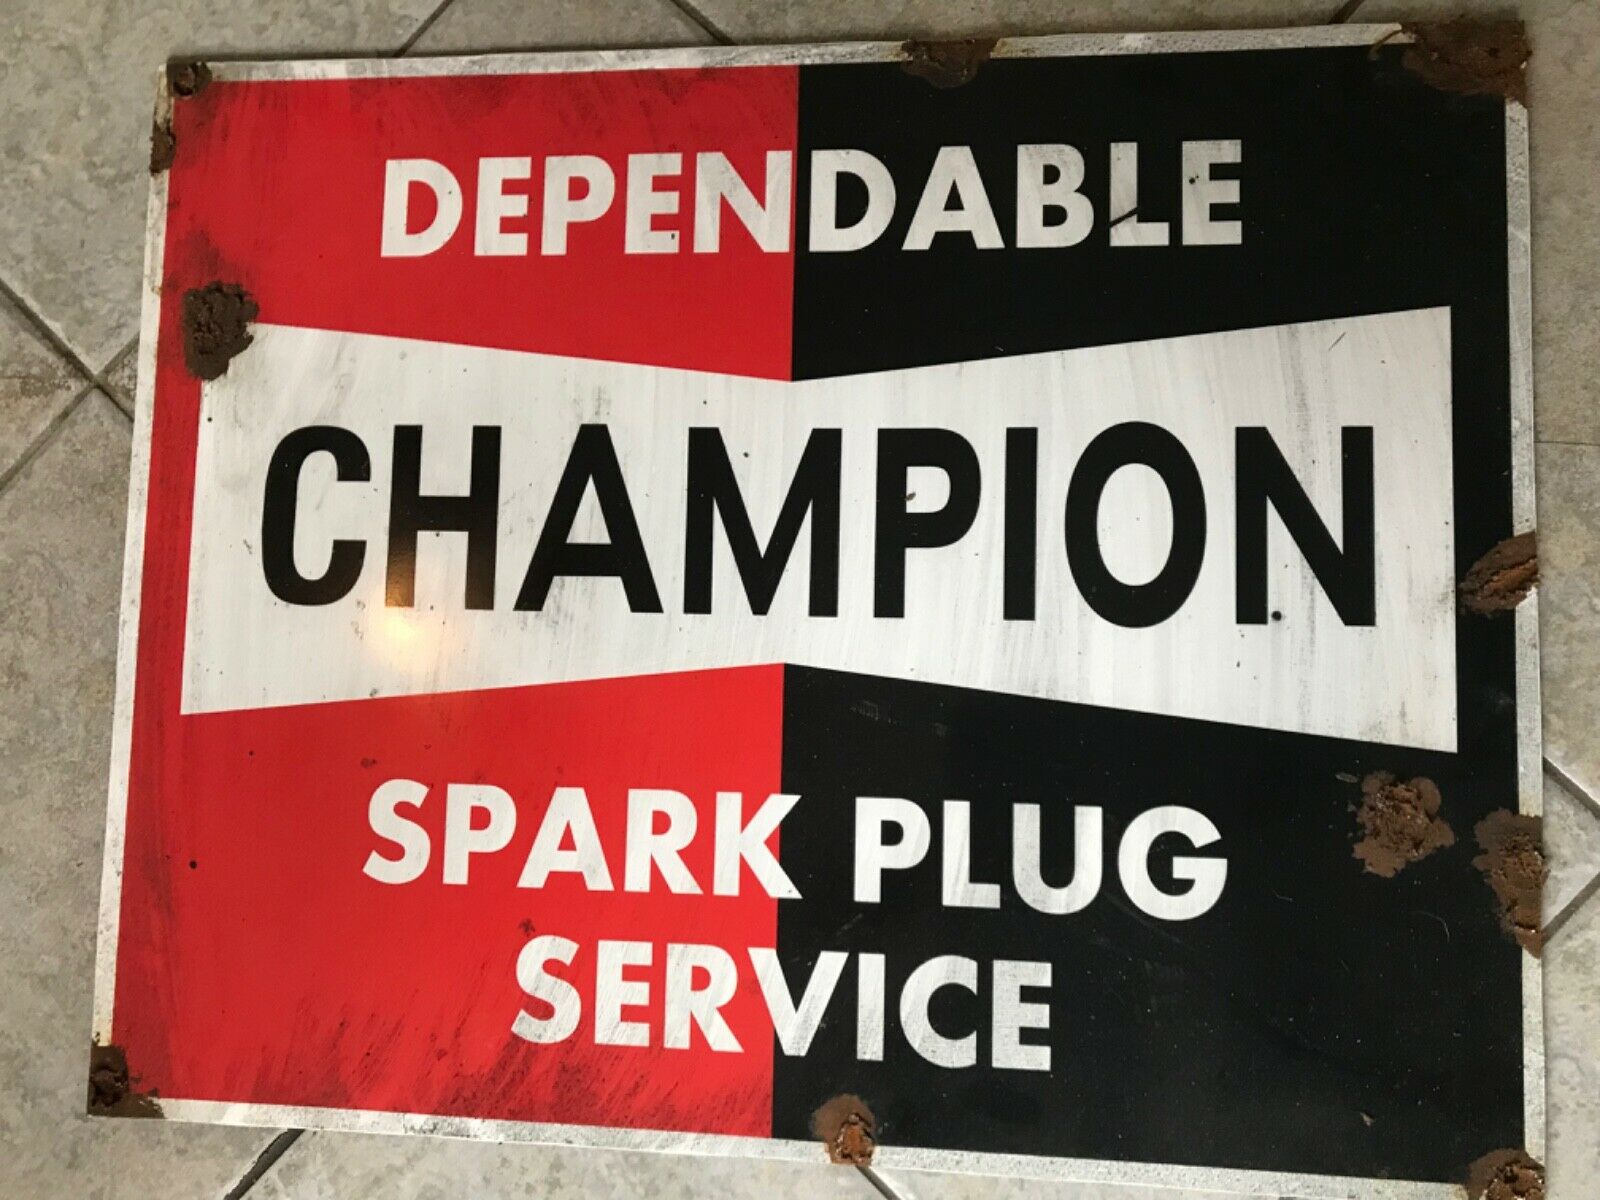 DEPENDABLE
CHAMPION
SPARK PLUG
SERVICE